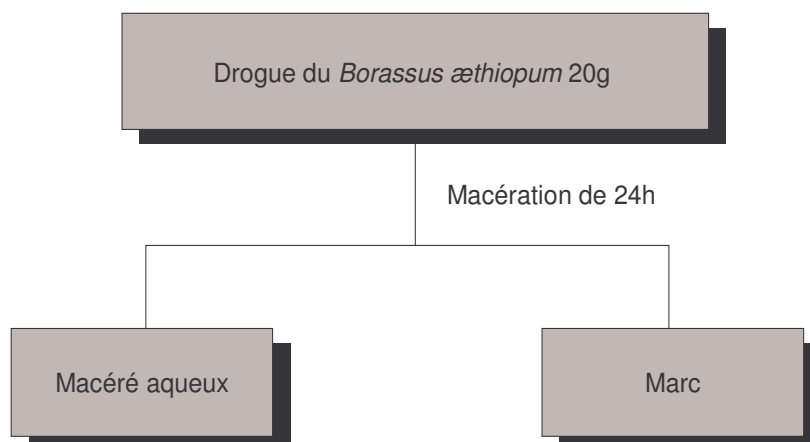 Drogue du Borassus æthiopum 20g
Macération de 24h
Macéré aqueux
Marc